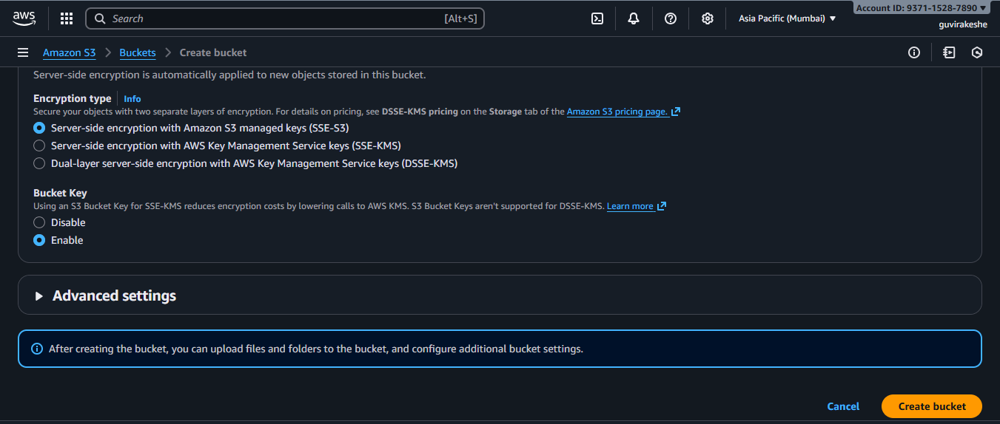 aws
Search [Alt+S]
Asia Pacific (Mumbai)
Account ID: 9371-1528-7890
guvirakeshe
Amazon S3 > Buckets > Create bucket
Server-side encryption is automatically applied to new objects stored in this bucket.
Encryption type | Info
Secure your objects with two separate layers of encryption. For details on pricing, see DSSE-KMS pricing on the Storage tab of the Amazon S3 pricing page.
Server-side encryption with Amazon S3 managed keys (SSE-S3)
Server-side encryption with AWS Key Management Service keys (SSE-KMS)
Dual-layer server-side encryption with AWS Key Management Service keys (DSSE-KMS)
Bucket Key
Using an S3 Bucket Key for SSE-KMS reduces encryption costs by lowering calls to AWS KMS. S3 Bucket Keys aren't supported for DSSE-KMS. Learn more
Disable
Enable
Advanced settings
After creating the bucket, you can upload files and folders to the bucket, and configure additional bucket settings.
Cancel Create bucket